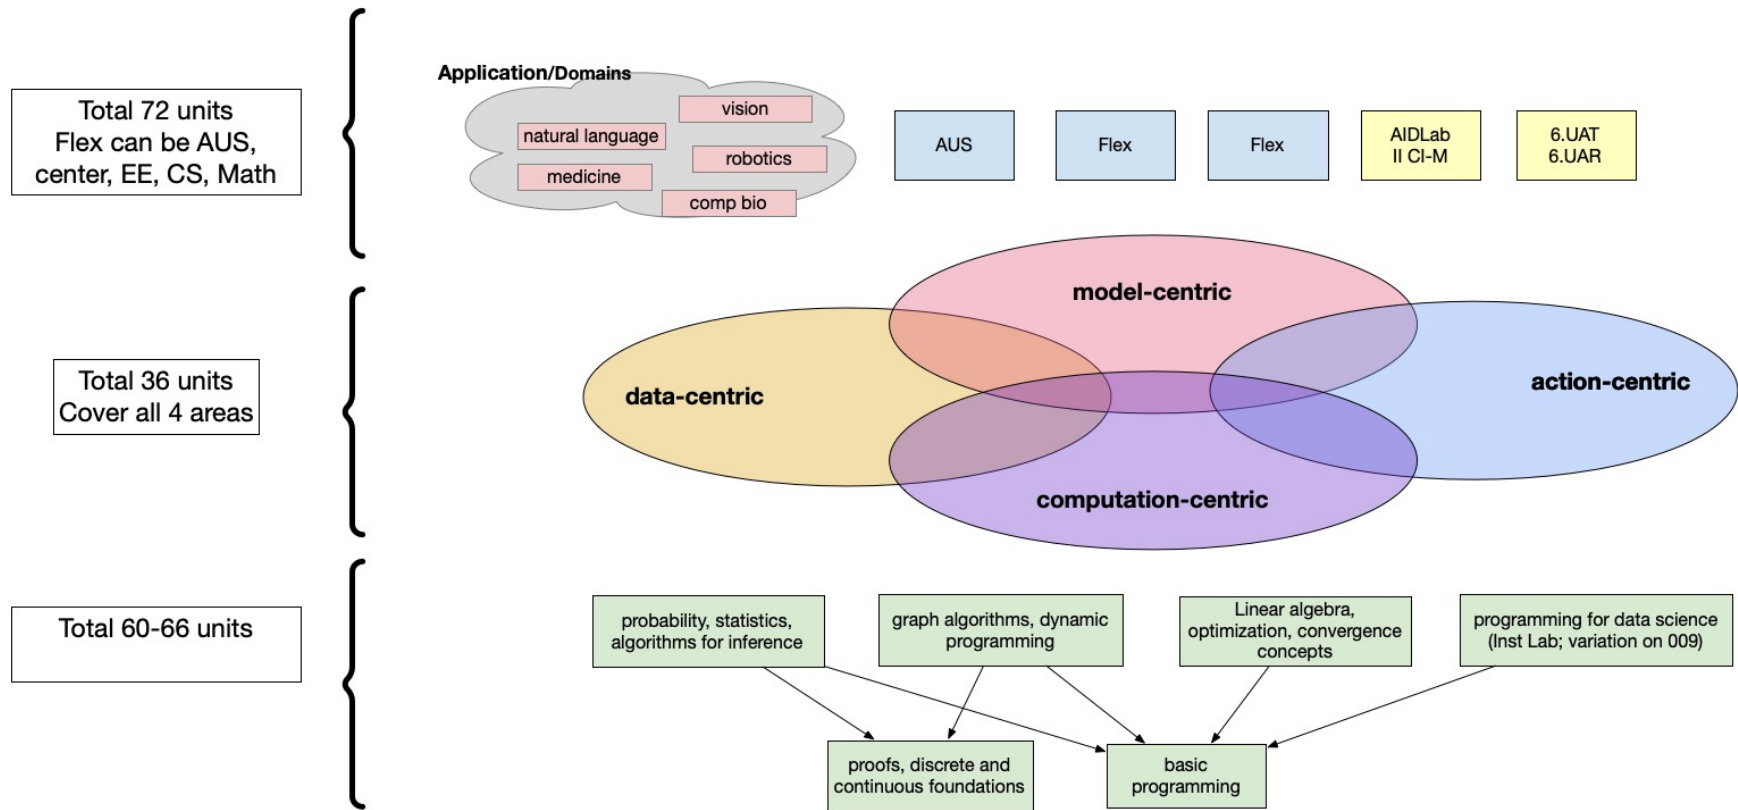 Total 72 units
Flex can be AUS,
center, EE, CS, Math
Application/Domains
vision
natural language
robotics
medicine
comp bio
AUS
Flex
Flex
AIDLab
II CI-M
6.UAT
6.UAR
Total 36 units
Cover all 4 areas
model-centric
data-centric
action-centric
computation-centric
Total 60-66 units
probability, statistics,
algorithms for inference
graph algorithms, dynamic
programming
Linear algebra,
optimization, convergence
concepts
programming for data science
(Inst Lab; variation on 009)
proofs, discrete and
continuous foundations
basic
programming